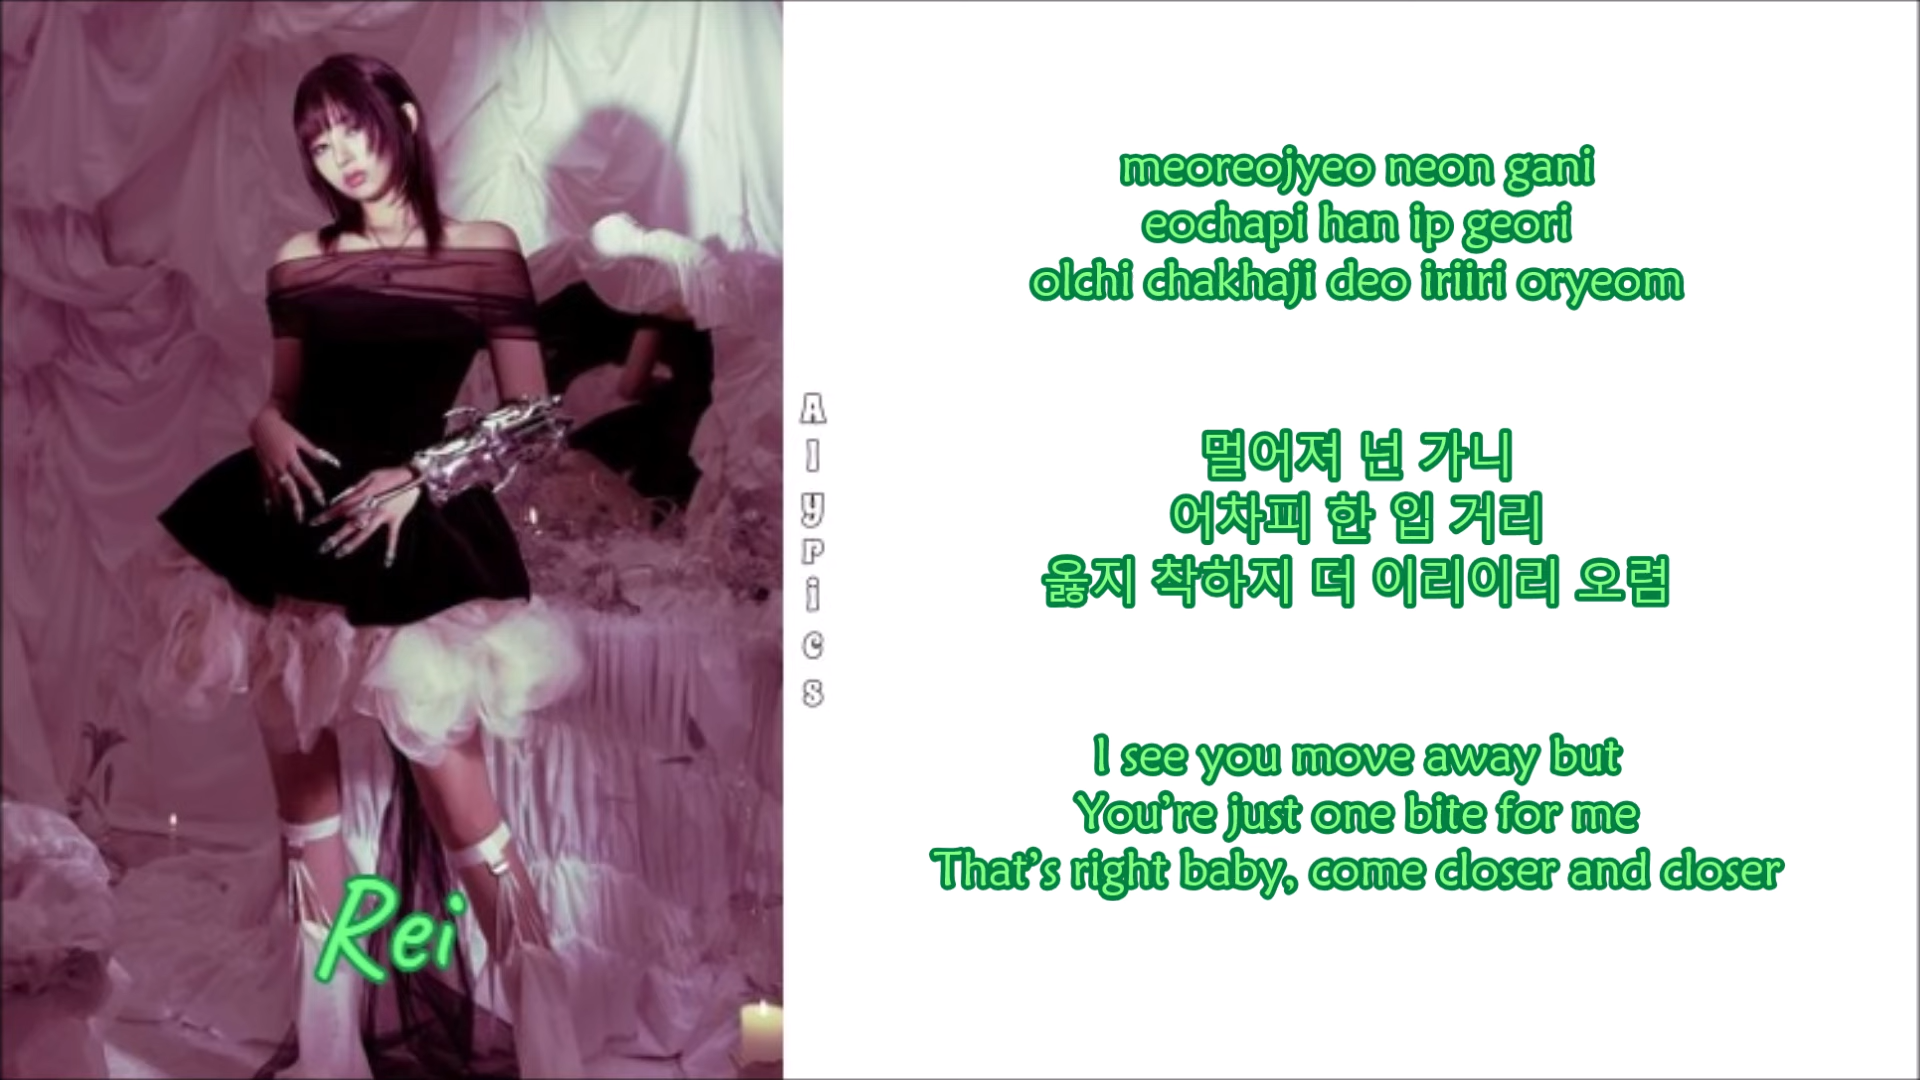 meoreojyeo neon gani
eochapi han ip geori
olchi chakhaji deo iriiri oryeom
멀어져 넌 가니
어차피 한 입 거리
옳지 착하지 더 이리이리 오렴
I see you move away but
You’re just one bite for me
That’s right baby, come closer and closer
Alypics
Rei